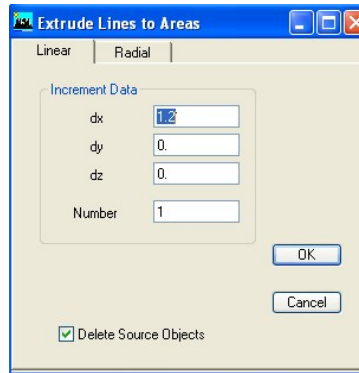 Extrude Lines to Areas
Linear Radial
Increment Data
dx 1.2
dy 0.
dz 0.
Number 1
OK
Cancel
Delete Source Objects